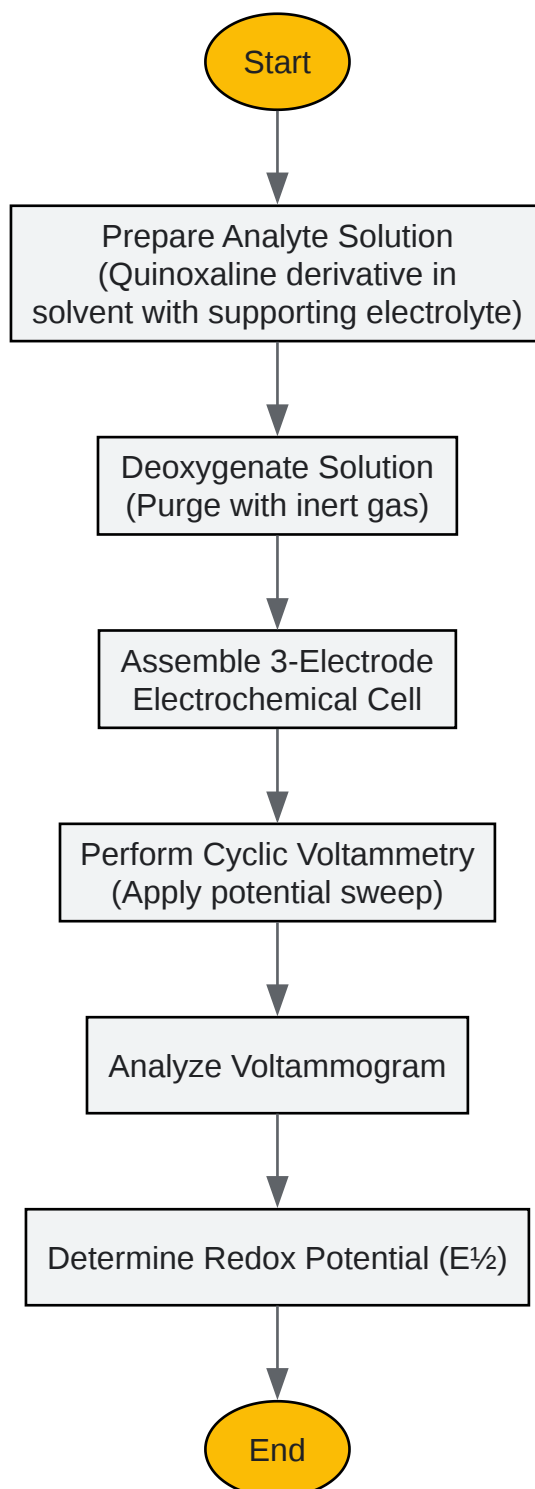 Start
Prepare Analyte Solution
(Quinoxaline derivative in
solvent with supporting electrolyte)
Deoxygenate Solution
(Purge with inert gas)
Assemble 3-Electrode
Electrochemical Cell
Perform Cyclic Voltammetry
(Apply potential sweep)
Analyze Voltammogram
Determine Redox Potential (E½)
End